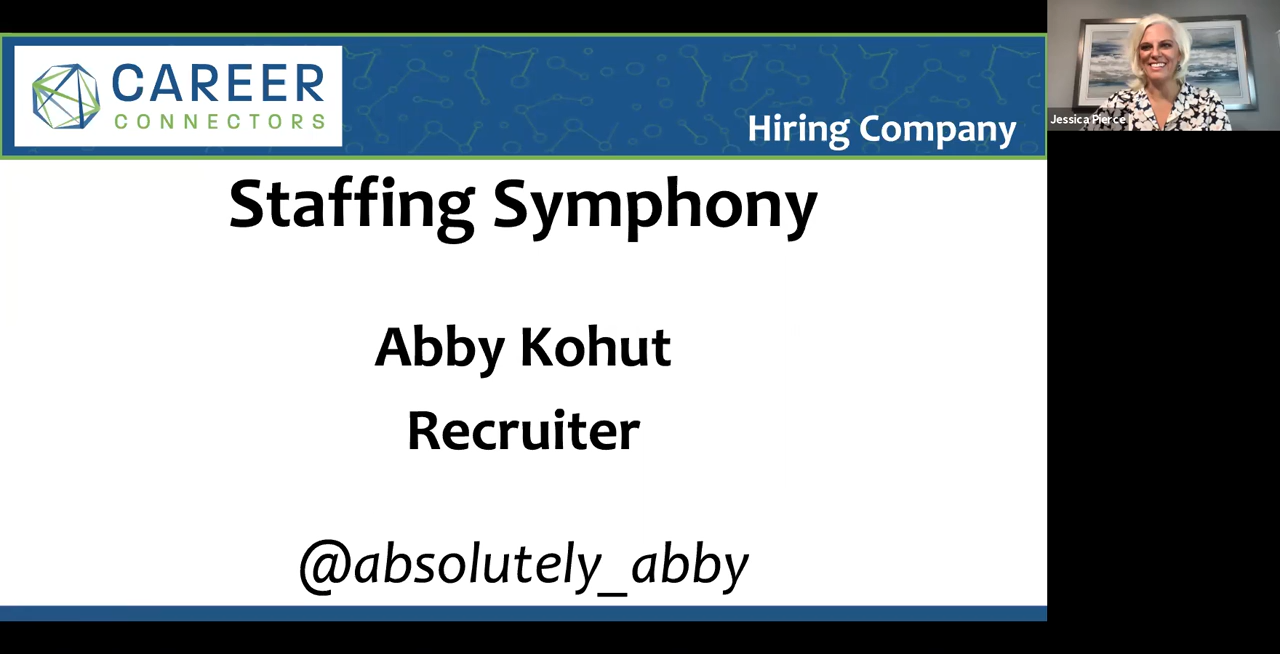 CAREER
CONNECTORS
Hiring Company
Jessica Pierce
Staffing Symphony
Abby Kohut
Recruiter
@absolutely_abby